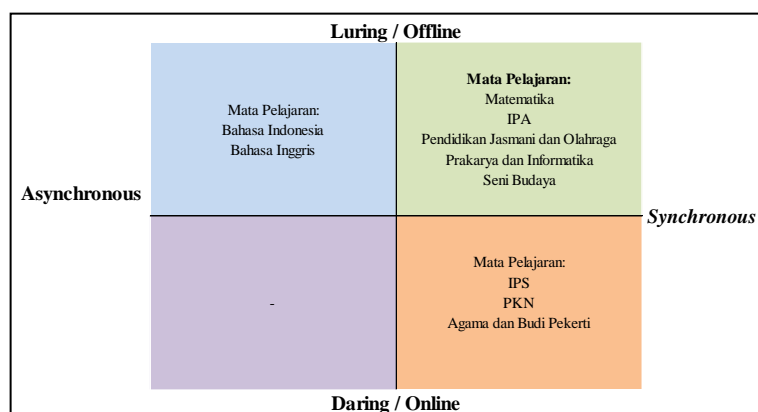 Luring / Offline
Mata Pelajaran:
Bahasa Indonesia
Bahasa Inggris
Mata Pelajaran:
Matematika
IPA
Pendidikan Jasmani dan Olahraga
Prakarya dan Informatika
Seni Budaya
Asynchronous
Synchronous
-
Mata Pelajaran:
IPS
PKN
Agama dan Budi Pekerti
Daring / Online